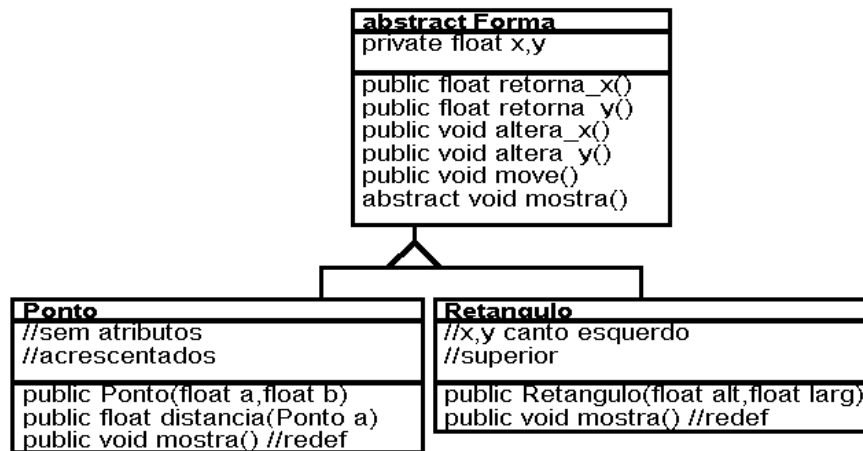 abstract Forma
private float x,y
public float retorna_x()
public float retorna_y()
public void altera_x()
public void altera_y()
public void move()
abstract void mostra()
Ponto
//sem atributos
//acrescentados
public Ponto(float a,float b)
public float distancia(Ponto a)
public void mostra() //redef
Retangulo
//x,y canto esquerdo
//superior
public Retangulo(float alt,float larg)
public void mostra() //redef